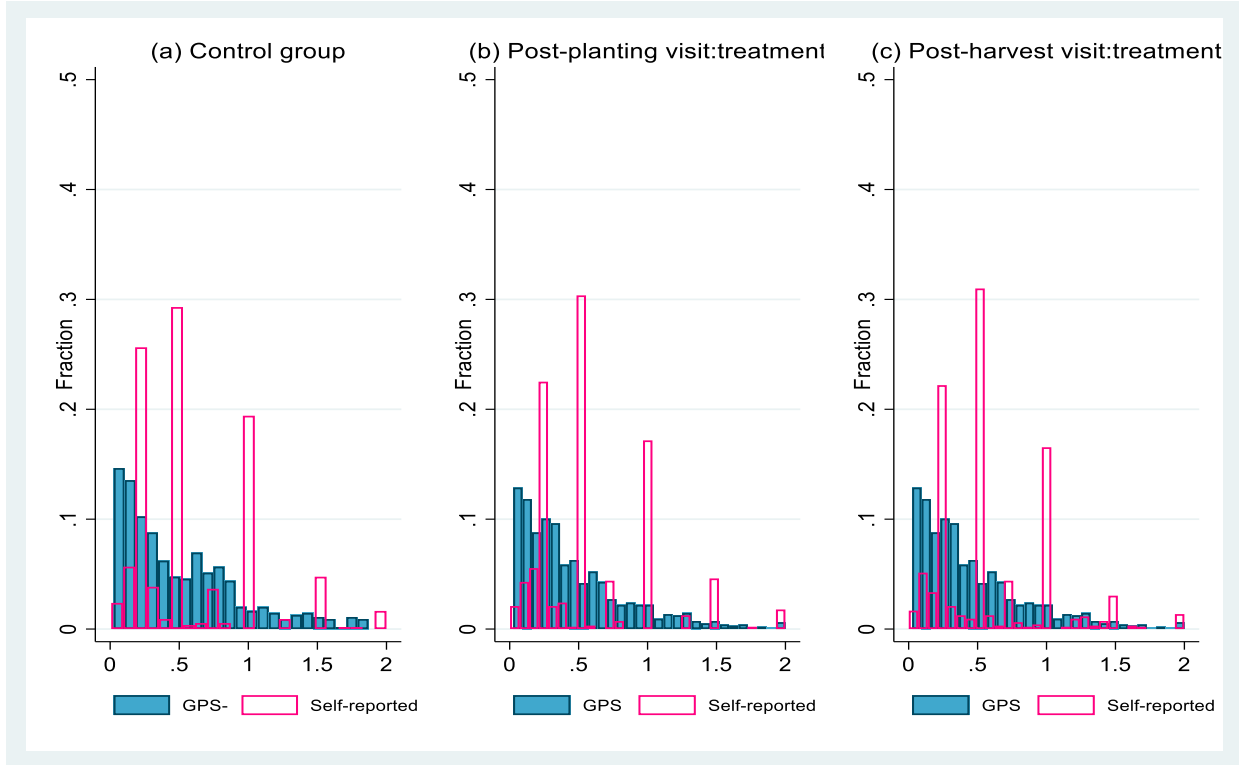 (a) Control group
.5
.4
.3
.2
.1
0
Fraction
0 .5 1 1.5 2
GPS- Self-reported
(b) Post-planting visit:treatment
.5
.4
.3
.2
.1
0
Fraction
0 .5 1 1.5 2
GPS Self-reported
(c) Post-harvest visit:treatment
.5
.4
.3
.2
.1
0
Fraction
0 .5 1 1.5 2
GPS Self-reported